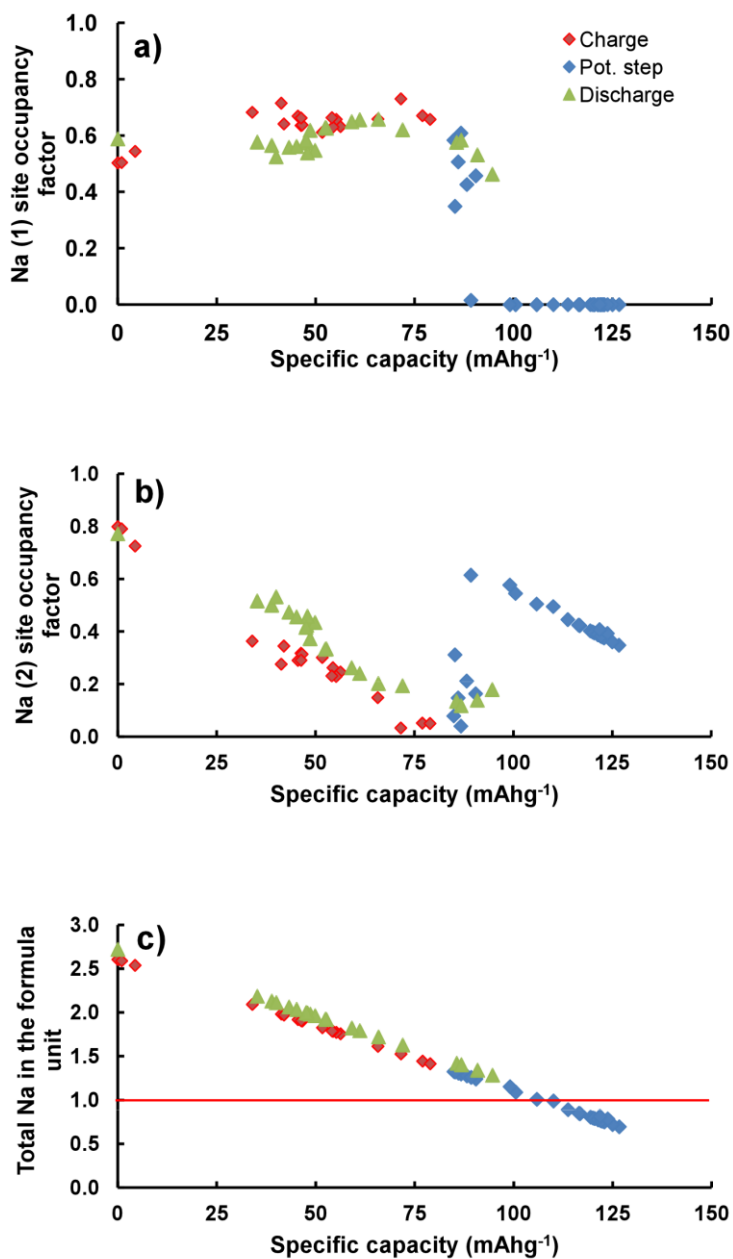 a)
Charge
Pot. step
Discharge
Na (1) site occupancy
factor
1.0
0.8
0.6
0.4
0.2
0.0
0 25 50 75 100 125 150
Specific capacity (mAhg⁻¹)
b)
Na (2) site occupancy
factor
1.0
0.8
0.6
0.4
0.2
0.0
0 25 50 75 100 125 150
Specific capacity (mAhg⁻¹)
c)
Total Na in the formula
unit
3.0
2.5
2.0
1.5
1.0
0.5
0.0
0 25 50 75 100 125 150
Specific capacity (mAhg⁻¹)